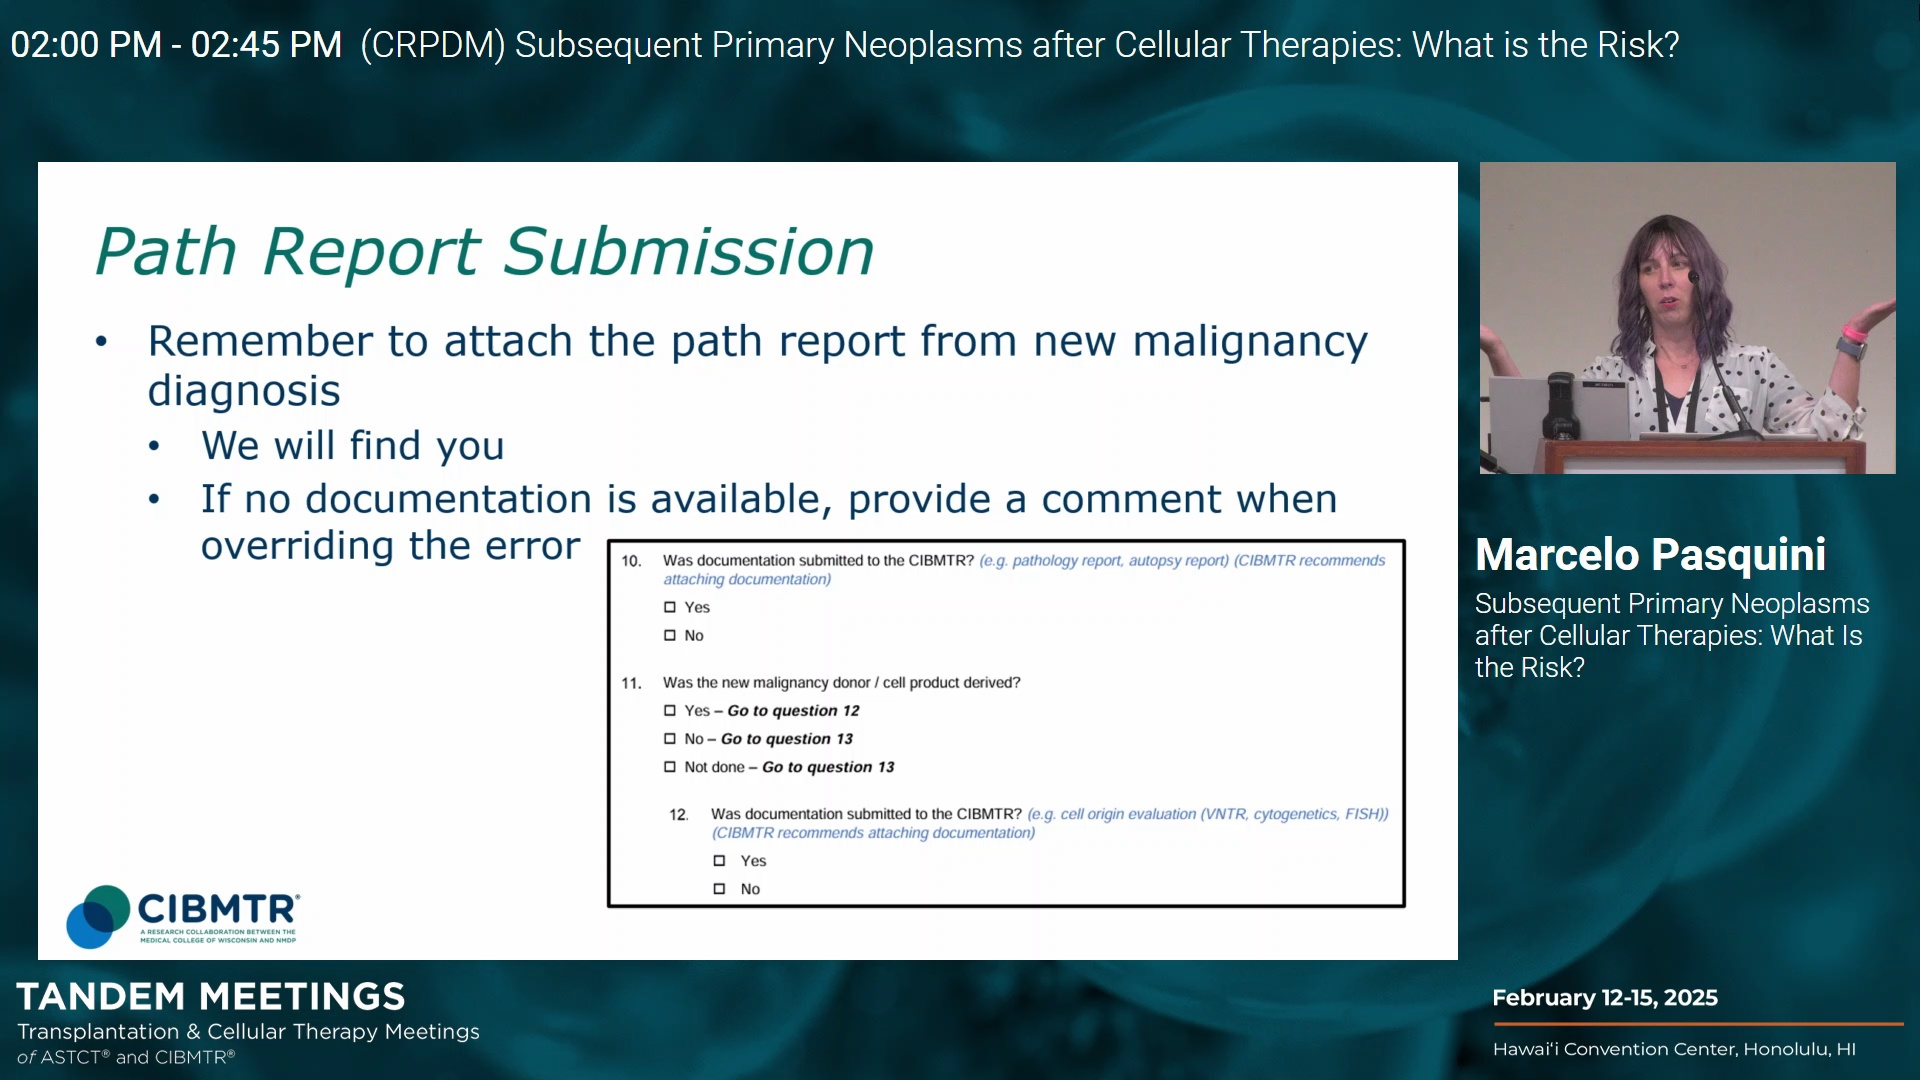 02:00 PM - 02:45 PM (CRPDM) Subsequent Primary Neoplasms after Cellular Therapies: What is the Risk?
Path Report Submission
• Remember to attach the path report from new malignancy
diagnosis
• We will find you
• If no documentation is available, provide a comment when
overriding the error
10. Was documentation submitted to the CIBMTR? (e.g. pathology report, autopsy report) (CIBMTR recommends
attaching documentation)
☐ Yes
☐ No
11. Was the new malignancy donor / cell product derived?
☐ Yes – Go to question 12
☐ No – Go to question 13
☐ Not done – Go to question 13
12. Was documentation submitted to the CIBMTR? (e.g. cell origin evaluation (VNTR, cytogenetics, FISH))
(CIBMTR recommends attaching documentation)
☐ Yes
☐ No
CIBMTR®
A RESEARCH COLLABORATION BETWEEN THE
MEDICAL COLLEGE OF WISCONSIN AND NMDP
Marcelo Pasquini
Subsequent Primary Neoplasms
after Cellular Therapies: What Is
the Risk?
TANDEM MEETINGS
Transplantation & Cellular Therapy Meetings
of ASTCT® and CIBMTR®
February 12-15, 2025
Hawaiʻi Convention Center, Honolulu, HI